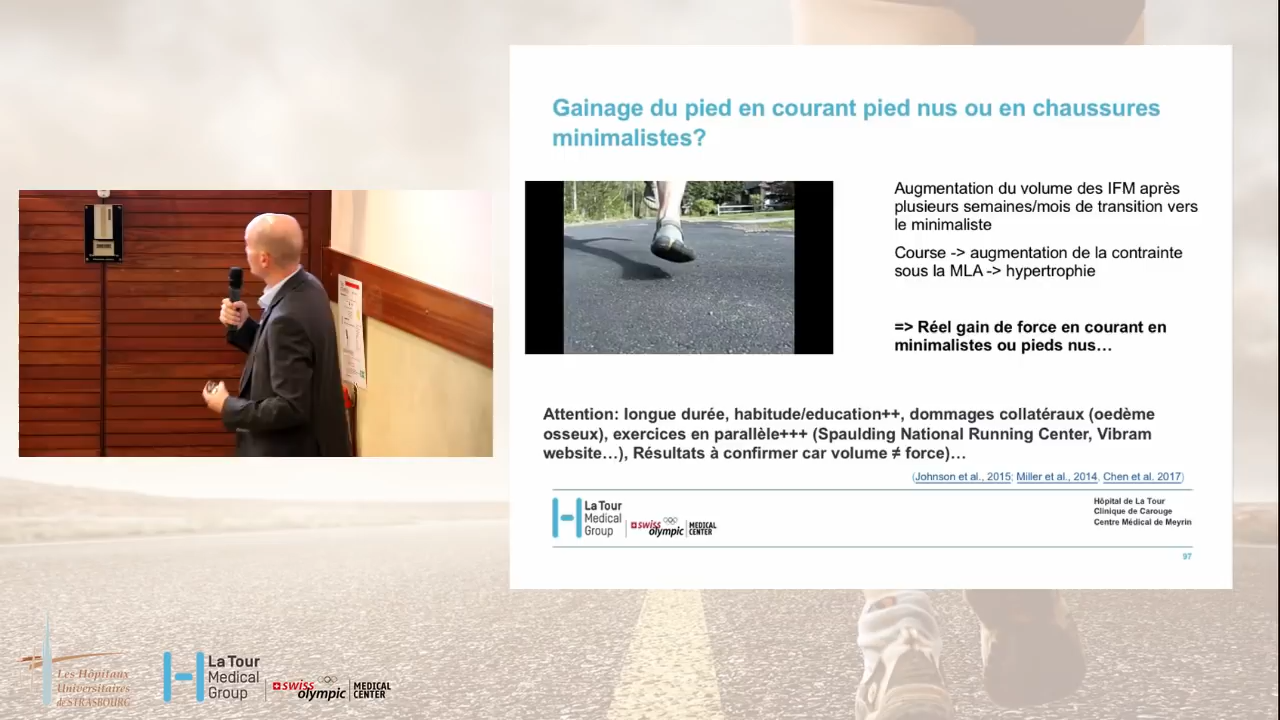 Gainage du pied en courant pied nus ou en chaussures
minimalistes?
Augmentation du volume des IFM après
plusieurs semaines/mois de transition vers
le minimaliste
Course -> augmentation de la contrainte
sous la MLA -> hypertrophie
=> Réel gain de force en courant en
minimalistes ou pieds nus…
Attention: longue durée, habitude/education++, dommages collatéraux (oedème
osseux), exercices en parallèle+++ (Spaulding National Running Center, Vibram
website…), Résultats à confirmer car volume ≠ force)…
(Johnson et al., 2015; Miller et al., 2014, Chen et al. 2017)
La Tour
Medical
Group
swiss
olympic
MEDICAL
CENTER
Hôpital de La Tour
Clinique de Carouge
Centre Médical de Meyrin
97
Les Hôpitaux
Universitaires
de STRASBOURG
La Tour
Medical
Group
swiss
olympic
MEDICAL
CENTER